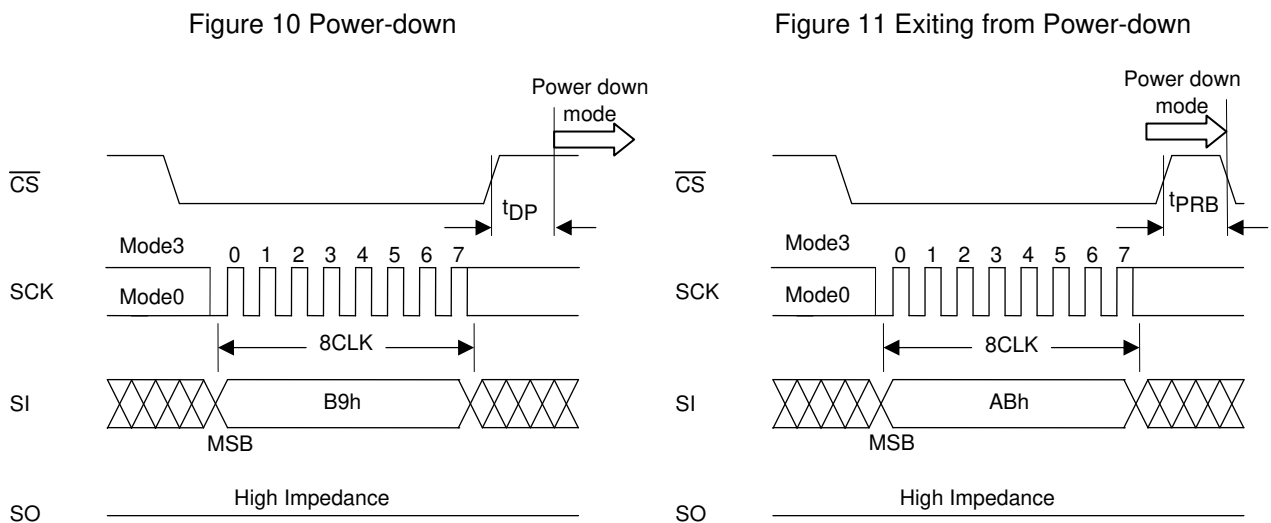 Figure 10 Power-down
Power down
mode
CS
tDP
Mode3
0 1 2 3 4 5 6 7
SCK
Mode0
8CLK
SI
B9h
MSB
High Impedance
SO
Figure 11 Exiting from Power-down
Power down
mode
CS
tPRB
Mode3
0 1 2 3 4 5 6 7
SCK
Mode0
8CLK
SI
ABh
MSB
High Impedance
SO